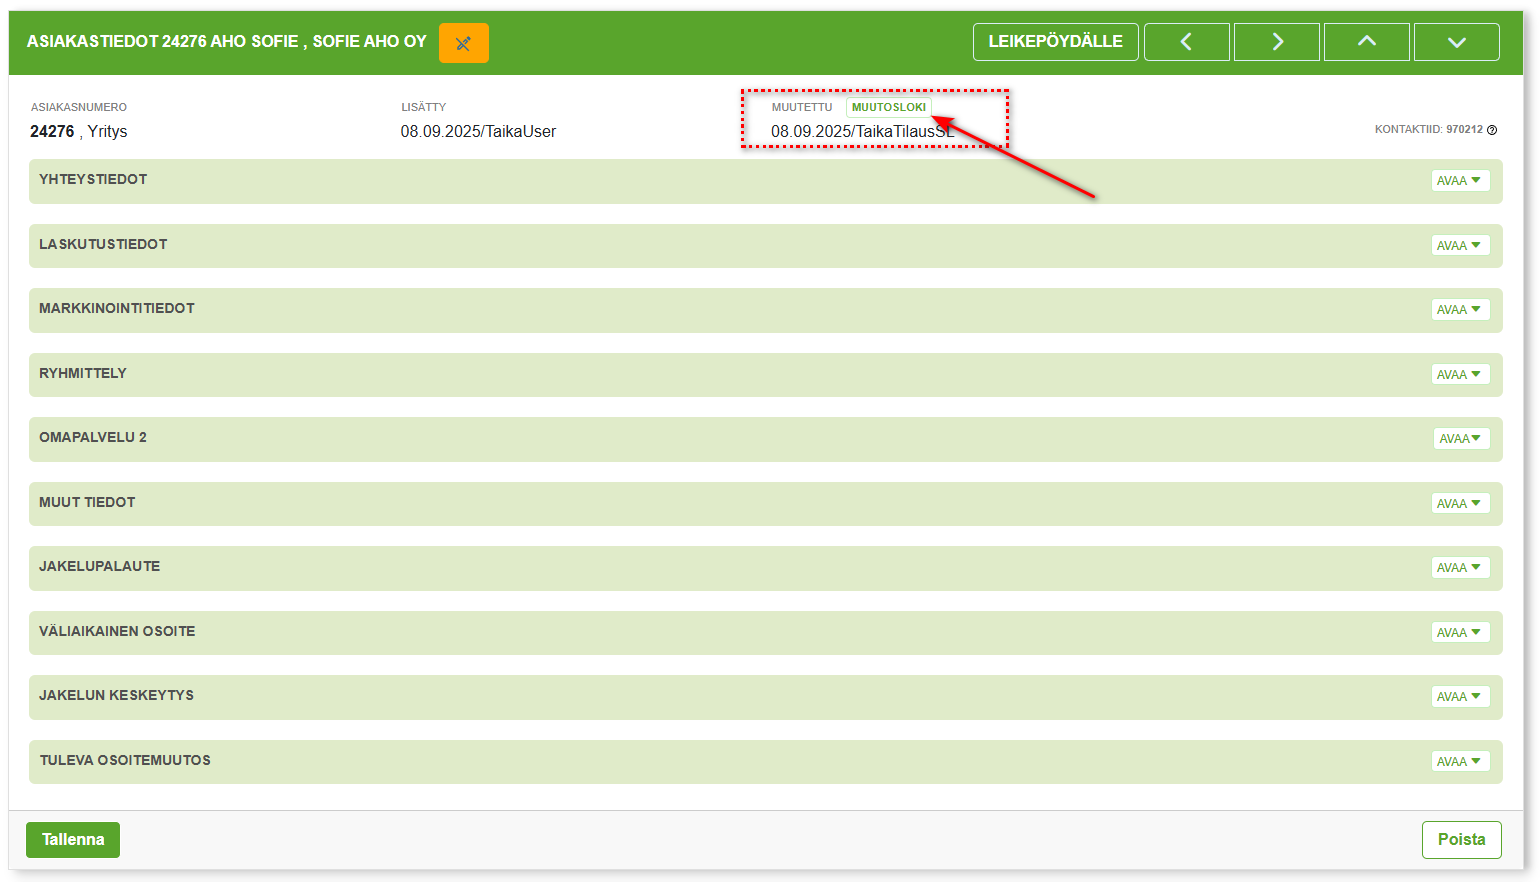 ASIAKASTIEDOT 24276 AHO SOFIE , SOFIE AHO OY
LEIKEPÖYDÄLLE
ASIAKASNUMERO
24276 , Yritys
LISÄTTY
08.09.2025/TaikaUser
MUUTETTU MUUTOSLOKI
08.09.2025/TaikaTilausSL
KONTAKTIID: 970212
YHTEYSTIEDOT AVAA
LASKUTUSTIEDOT AVAA
MARKKINOINTITIEDOT AVAA
RYHMITTELY AVAA
OMAPALVELU 2 AVAA
MUUT TIEDOT AVAA
JAKELUPALAUTE AVAA
VÄLIAIKAINEN OSOITE AVAA
JAKELUN KESKEYTYS AVAA
TULEVA OSOITEMUUTOS AVAA
Tallenna
Poista